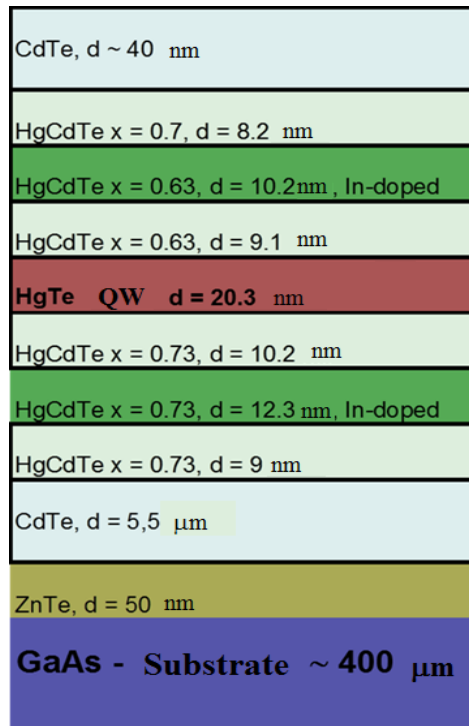 CdTe, d ~ 40 nm
HgCdTe x = 0.7, d = 8.2 nm
HgCdTe x = 0.63, d = 10.2nm , In-doped
HgCdTe x = 0.63, d = 9.1 nm
HgTe QW d = 20.3 nm
HgCdTe x = 0.73, d = 10.2 nm
HgCdTe x = 0.73, d = 12.3 nm, In-doped
HgCdTe x = 0.73, d = 9 nm
CdTe, d = 5,5 μm
ZnTe, d = 50 nm
GaAs - Substrate ~ 400 μm